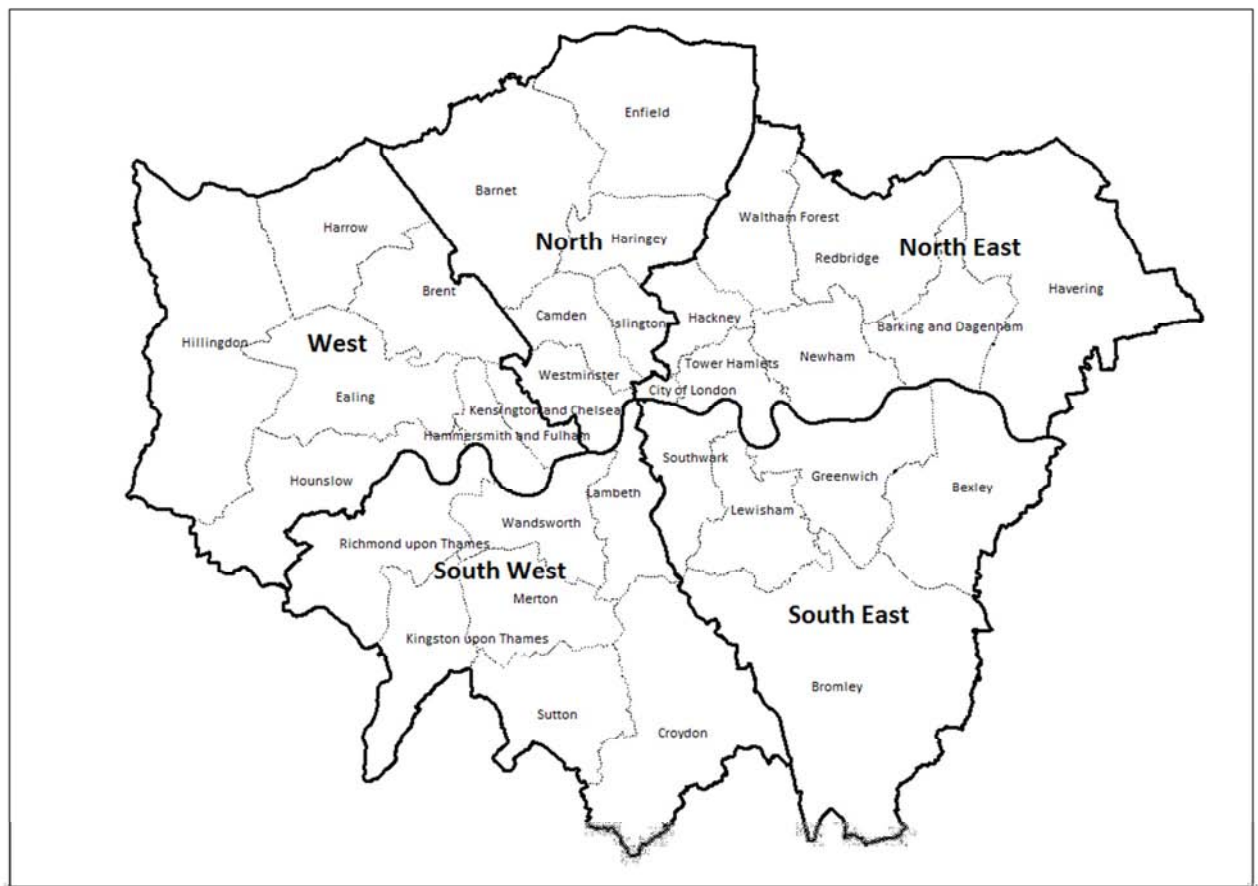 Enfield
Barnet
Waltham Forest
Harrow
North
Haringey
North East
Redbridge
Brent
Havering
Camden
Islington
Hackney
Barking and Dagenham
Hillingdon
West
Newham
Tower Hamlets
Westminster
City of London
Ealing
Kensington and Chelsea
Hammersmith and Fulham
Southwark
Greenwich
Hounslow
Bexley
Lambeth
Lewisham
Wandsworth
Richmond upon Thames
South West
Merton
South East
Kingston upon Thames
Bromley
Sutton
Croydon